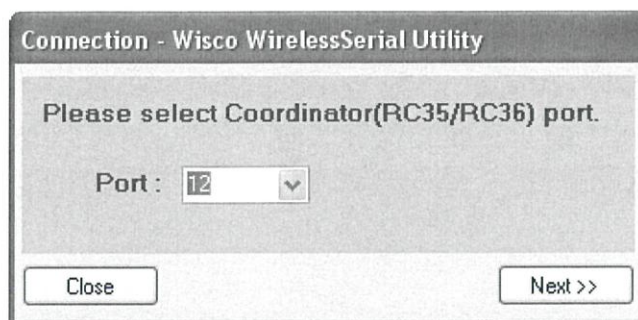 Connection - Wisco WirelessSerial Utility
Please select Coordinator(RC35/RC36) port.
Port : 12
Close
Next >>